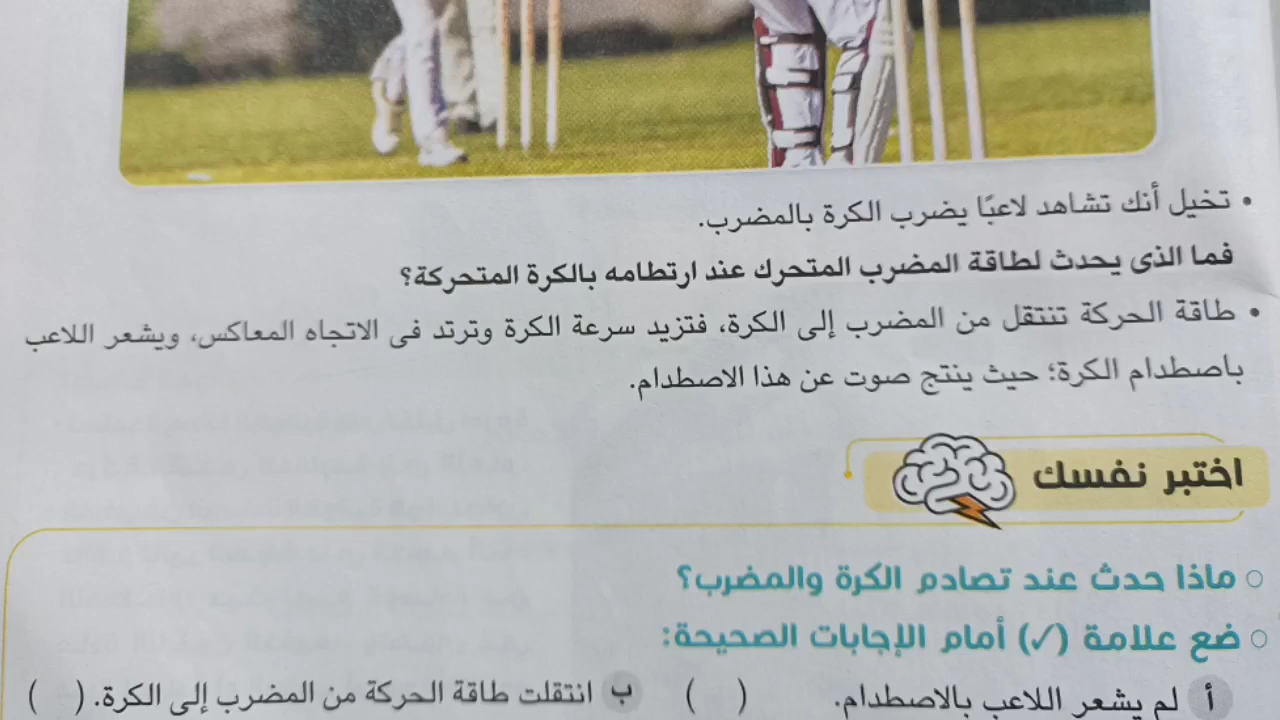 • تخيل أنك تشاهد لاعبًا يضرب الكرة بالمضرب.
فما الذى يحدث لطاقة المضرب المتحرك عند ارتطامه بالكرة المتحركة؟
• طاقة الحركة تنتقل من المضرب إلى الكرة، فتزيد سرعة الكرة وترتد فى الاتجاه المعاكس، ويشعر اللاعب
باصطدام الكرة؛ حيث ينتج صوت عن هذا الاصطدام.
اختبر نفسك
○ ماذا حدث عند تصادم الكرة والمضرب؟
○ ضع علامة (✓) أمام الإجابات الصحيحة:
أ لم يشعر اللاعب بالاصطدام. ( ) ب انتقلت طاقة الحركة من المضرب إلى الكرة. ( )